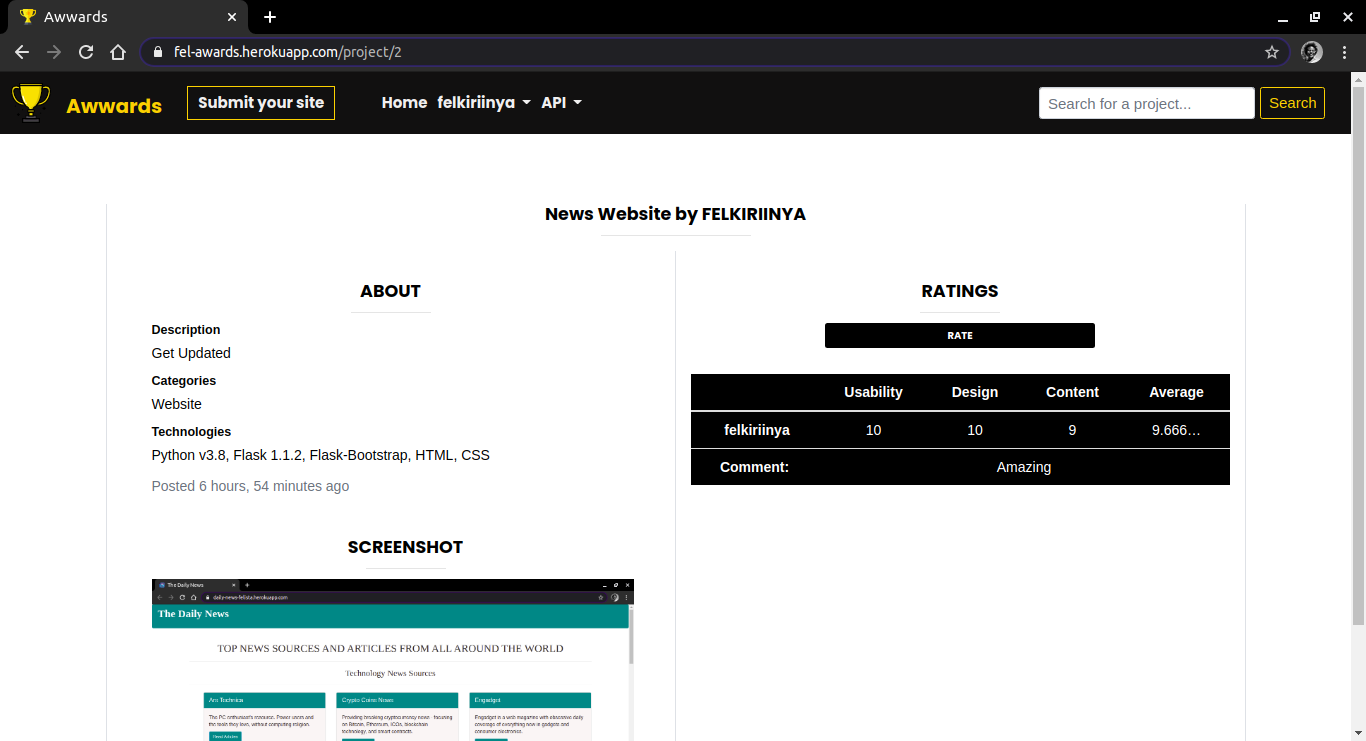 Awwards
fel-awards.herokuapp.com/project/2
Awwards
Submit your site
Home felkiriinya API
Search for a project...
Search
News Website by FELKIRIINYA
ABOUT
Description
Get Updated
Categories
Website
Technologies
Python v3.8, Flask 1.1.2, Flask-Bootstrap, HTML, CSS
Posted 6 hours, 54 minutes ago
RATINGS
RATE
Usability Design Content Average
felkiriinya 10 10 9 9.666…
Comment: Amazing
SCREENSHOT
The Daily News
daily-news-felista.herokuapp.com
The Daily News
TOP NEWS SOURCES AND ARTICLES FROM ALL AROUND THE WORLD
Technology News Sources
Ars Technica
The PC enthusiast's resource. Power users and
the tools they love, without computing religion.
Read Articles
Crypto Coins News
Providing breaking cryptocurrency news - focusing
on Bitcoin, Ethereum, ICOs, blockchain
technology, and smart contracts.
Engadget
Engadget is a web magazine with obsessive daily
coverage of everything new in gadgets and
consumer electronics.